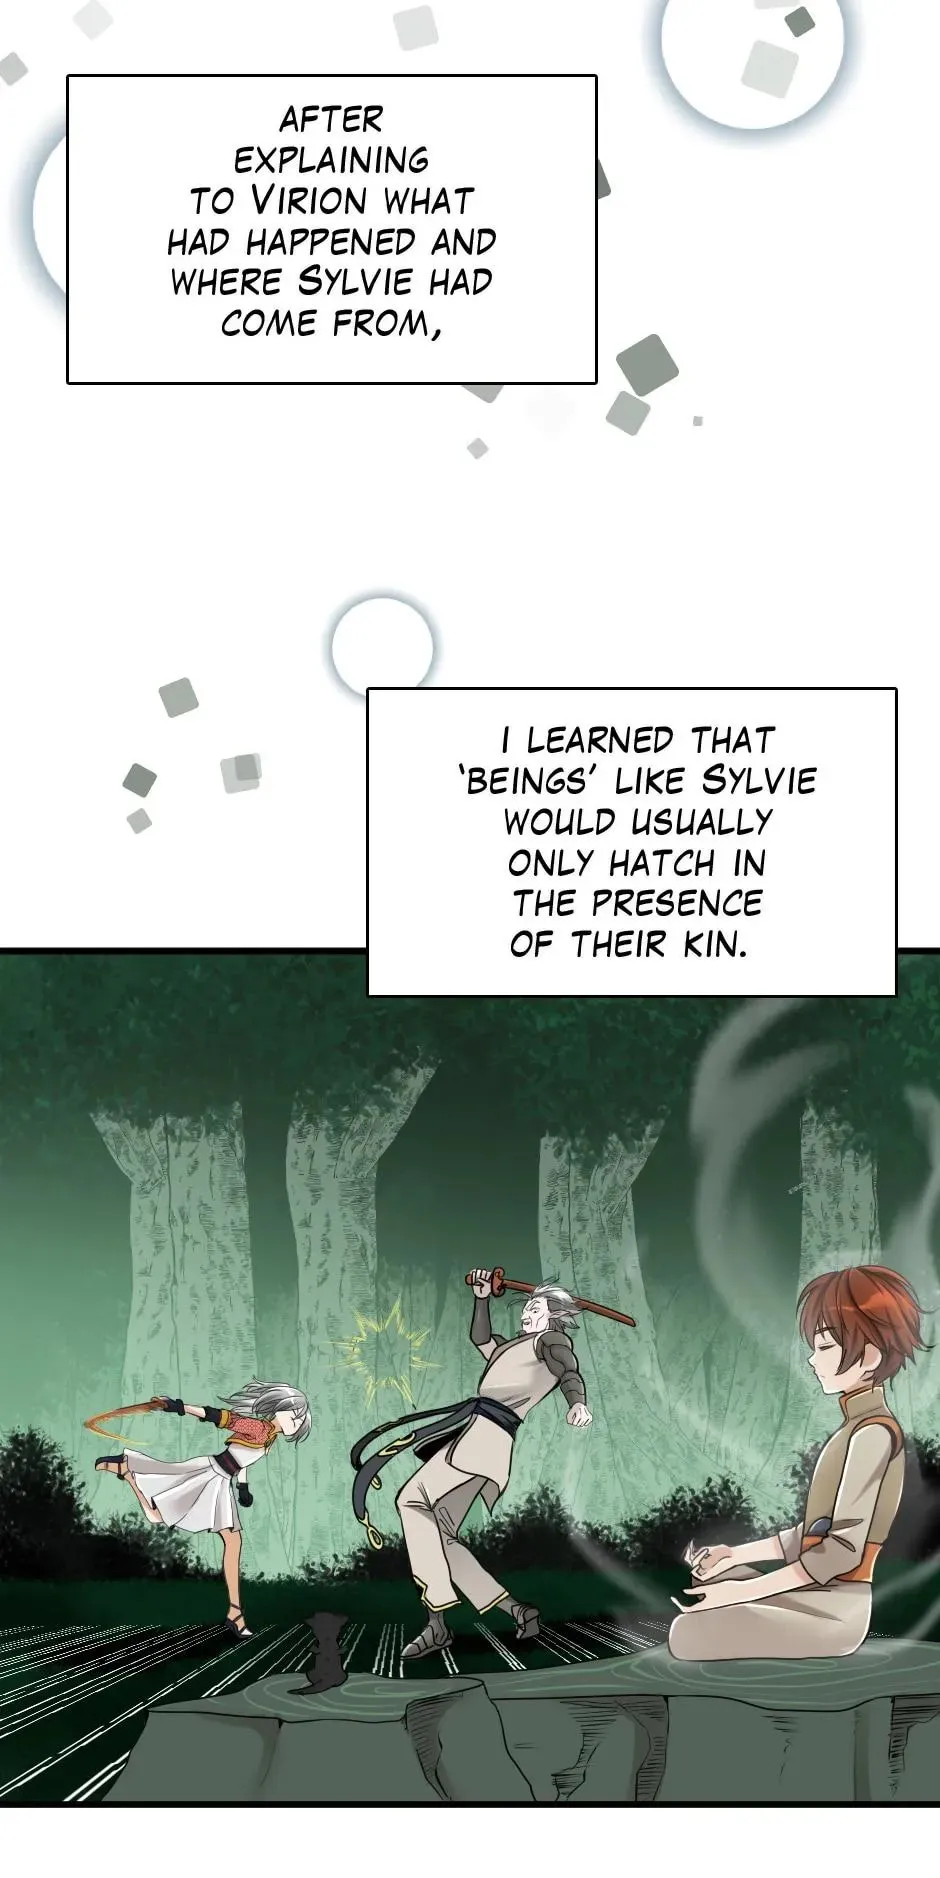 AFTER
EXPLAINING
TO VIRION WHAT
HAD HAPPENED AND
WHERE SYLVIE HAD
COME FROM,
I LEARNED THAT
'BEINGS' LIKE SYLVIE
WOULD USUALLY
ONLY HATCH IN
THE PRESENCE
OF THEIR KIN.